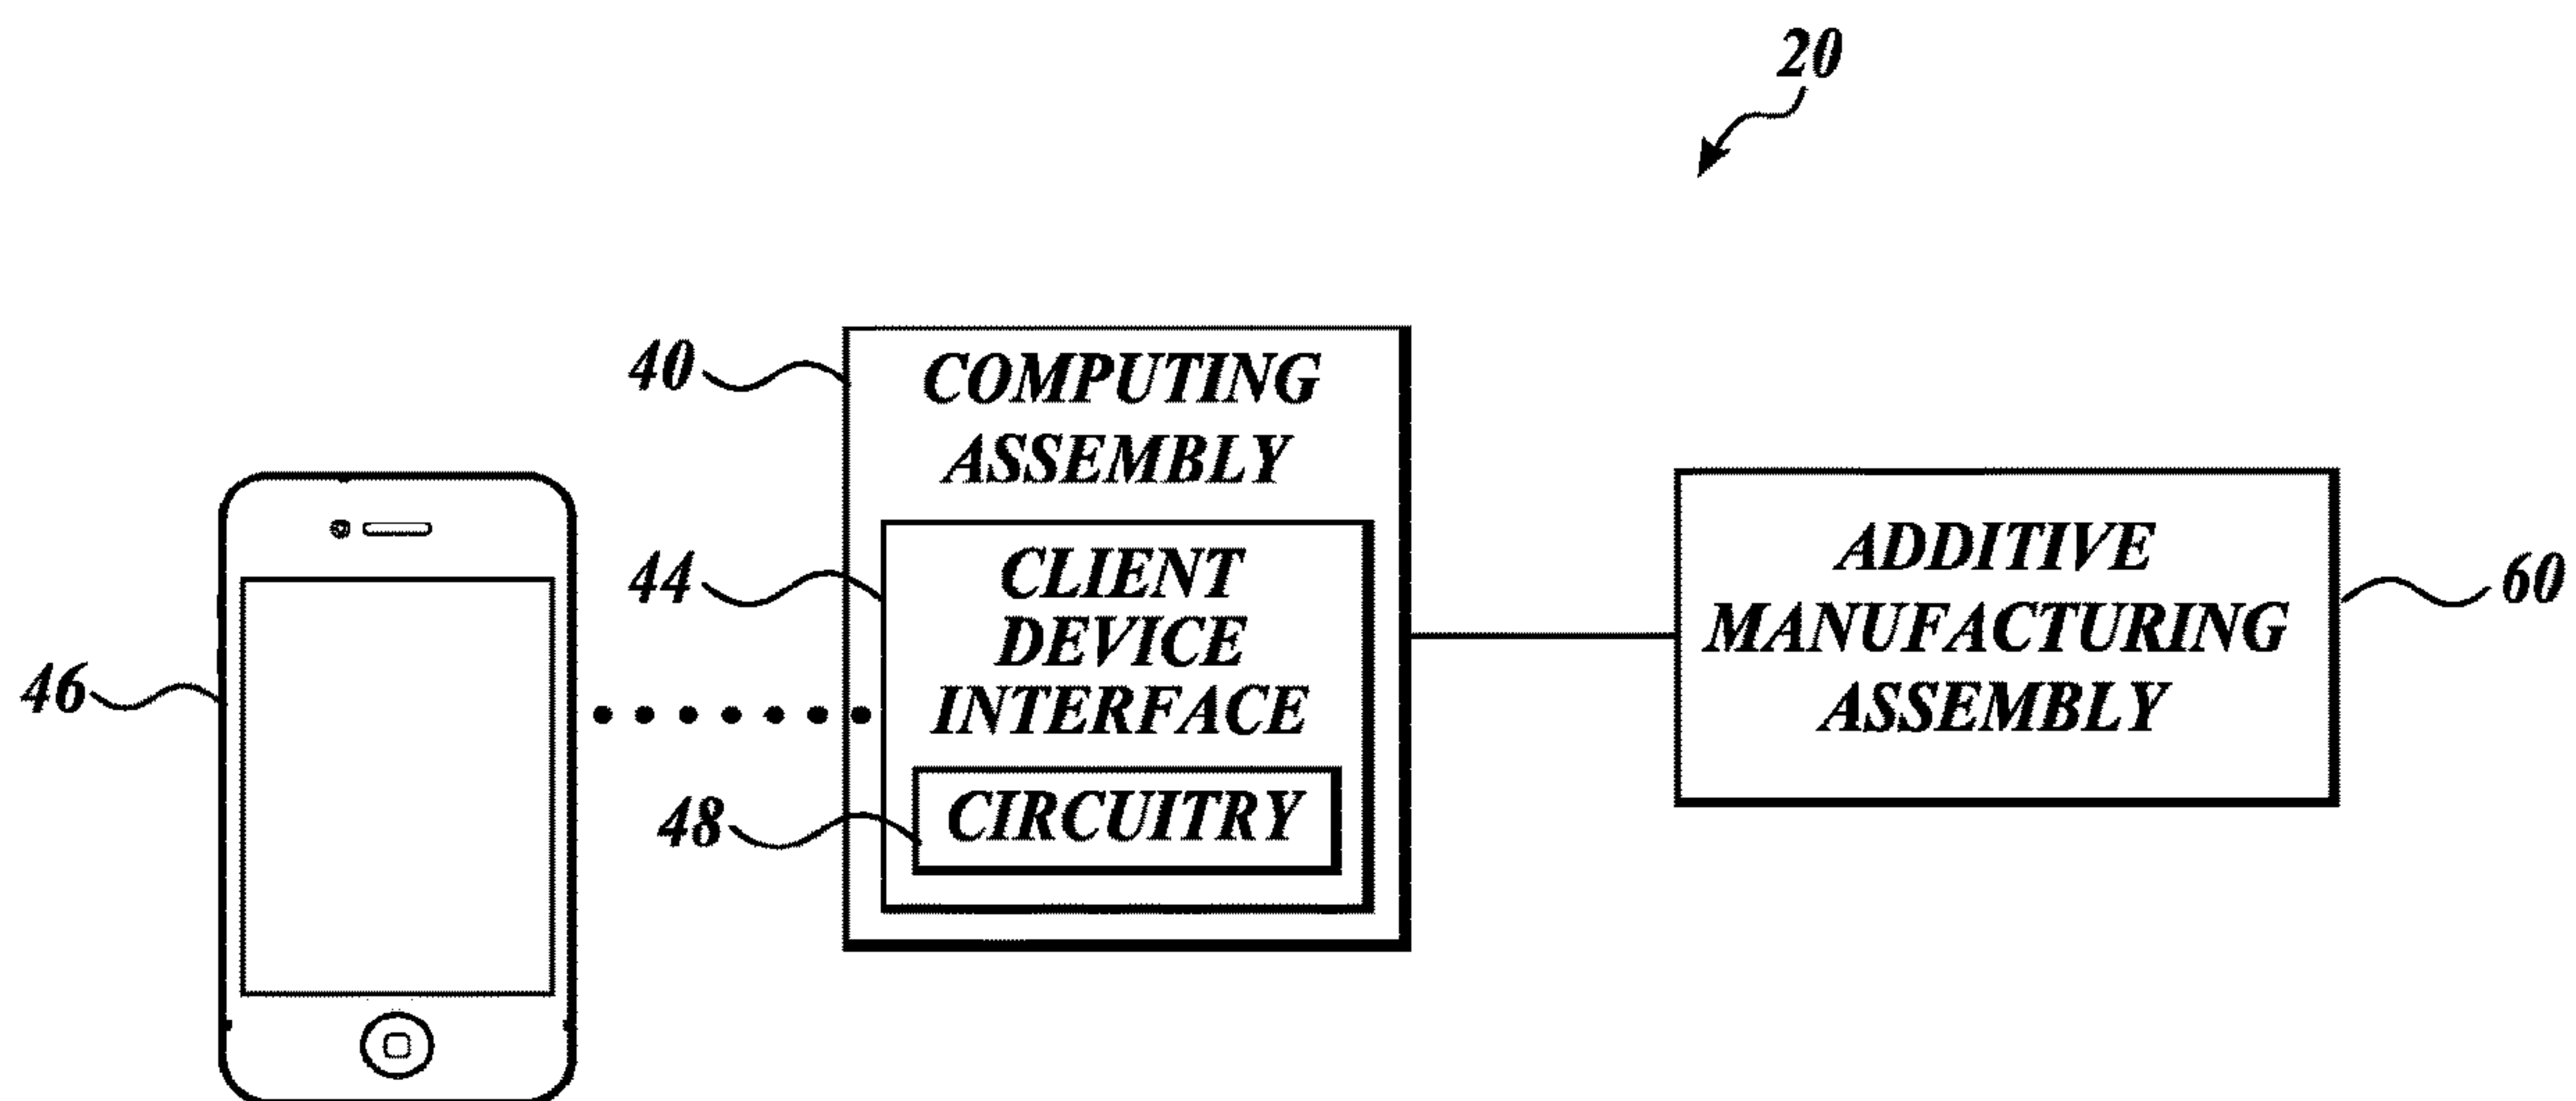 20
40
COMPUTING
ASSEMBLY
44
CLIENT
DEVICE
INTERFACE
46
48
CIRCUITRY
ADDITIVE
MANUFACTURING
ASSEMBLY
60